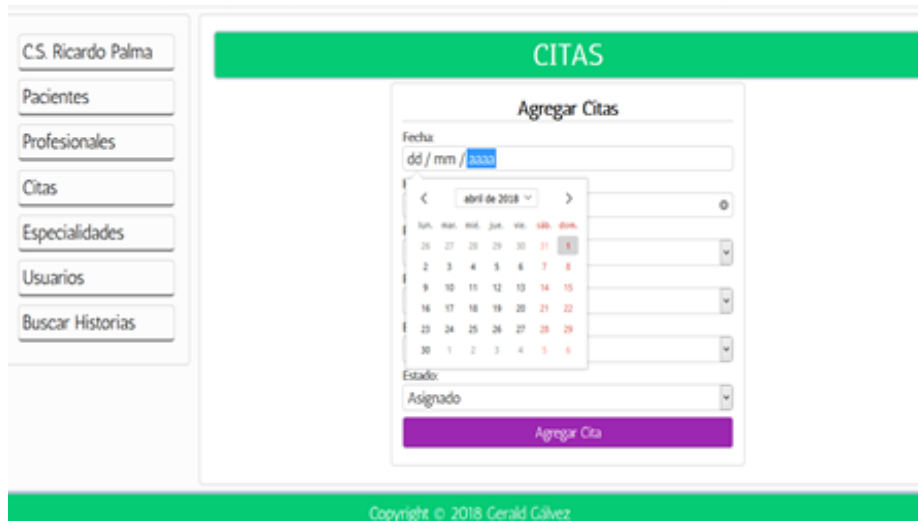 C.S. Ricardo Palma
Pacientes
Profesionales
Citas
Especialidades
Usuarios
Buscar Historias
CITAS
Agregar Citas
Fecha:
dd / mm / aaaa
abril de 2018
lun. mar. mié. jue. vie. sáb. dom.
26 27 28 29 30 31 1
2 3 4 5 6 7 8
9 10 11 12 13 14 15
16 17 18 19 20 21 22
23 24 25 26 27 28 29
30 1 2 3 4 5 6
Estado:
Asignado
Agregar Cita
Copyright © 2018 Gerald Gálvez